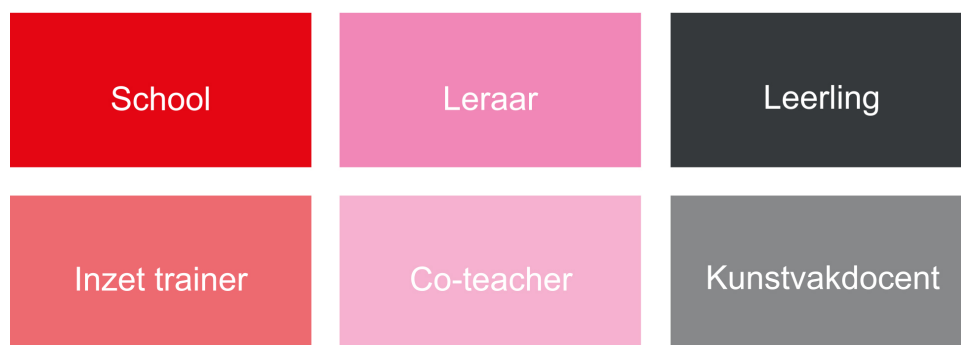 School
Leraar
Leerling
Inzet trainer
Co-teacher
Kunstvakdocent